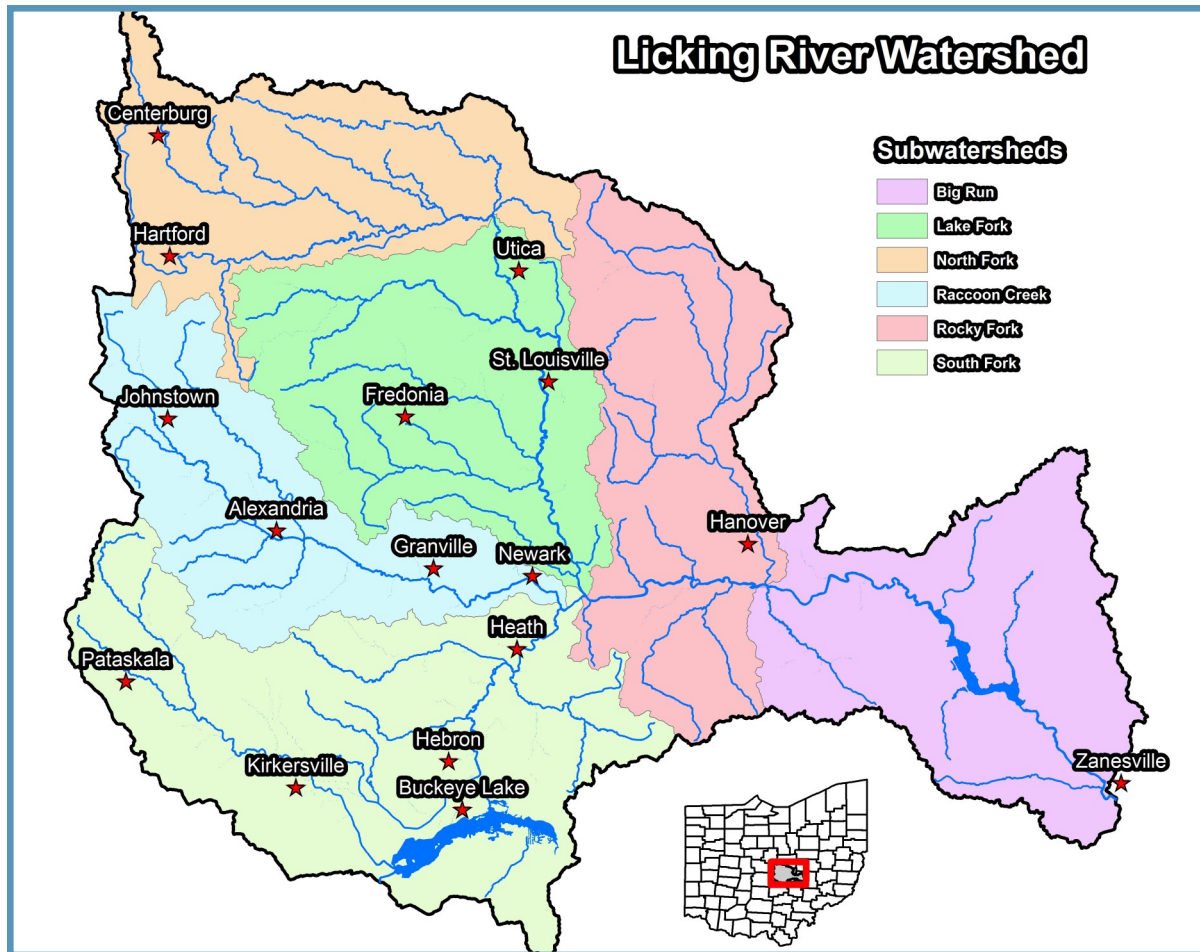 Licking River Watershed
Subwatersheds
Big Run
Lake Fork
North Fork
Raccoon Creek
Rocky Fork
South Fork
Centerburg
Hartford
Utica
St. Louisville
Johnstown
Fredonia
Alexandria
Granville
Newark
Hanover
Heath
Pataskala
Hebron
Kirkersville
Buckeye Lake
Zanesville